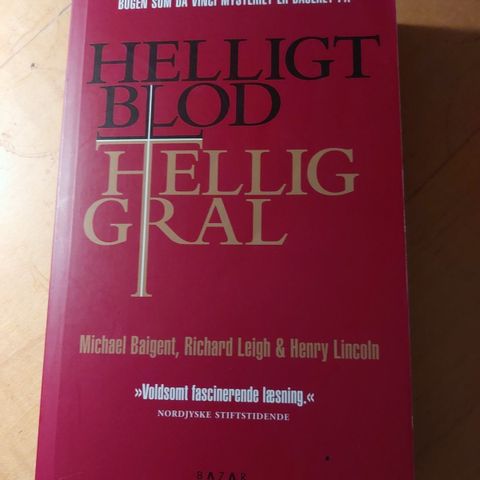 BOGEN SOM DA VINCI MYSTERIET ER BASERET PÅ
HELLIGT
BLOD
HELLIG
GRAL
Michael Baigent, Richard Leigh & Henry Lincoln
»Voldsomt fascinerende læsning.«
NORDJYSKE STIFTSTIDENDE
BAZAR